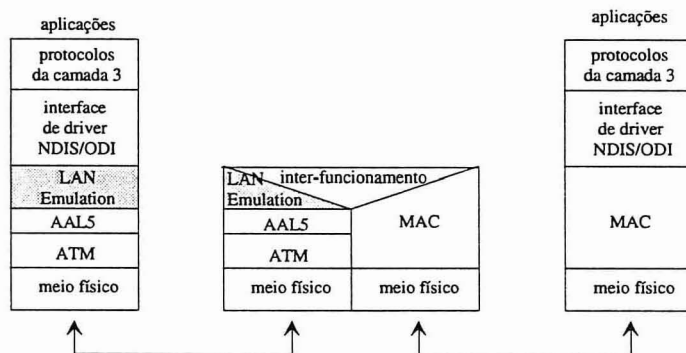 aplicações
protocolos
da camada 3
interface
de driver
NDIS/ODI
LAN
Emulation
AAL5
ATM
meio físico
inter-funcionamento
LAN
Emulation
AAL5
ATM
meio físico
MAC
meio físico
aplicações
protocolos
da camada 3
interface
de driver
NDIS/ODI
MAC
meio físico